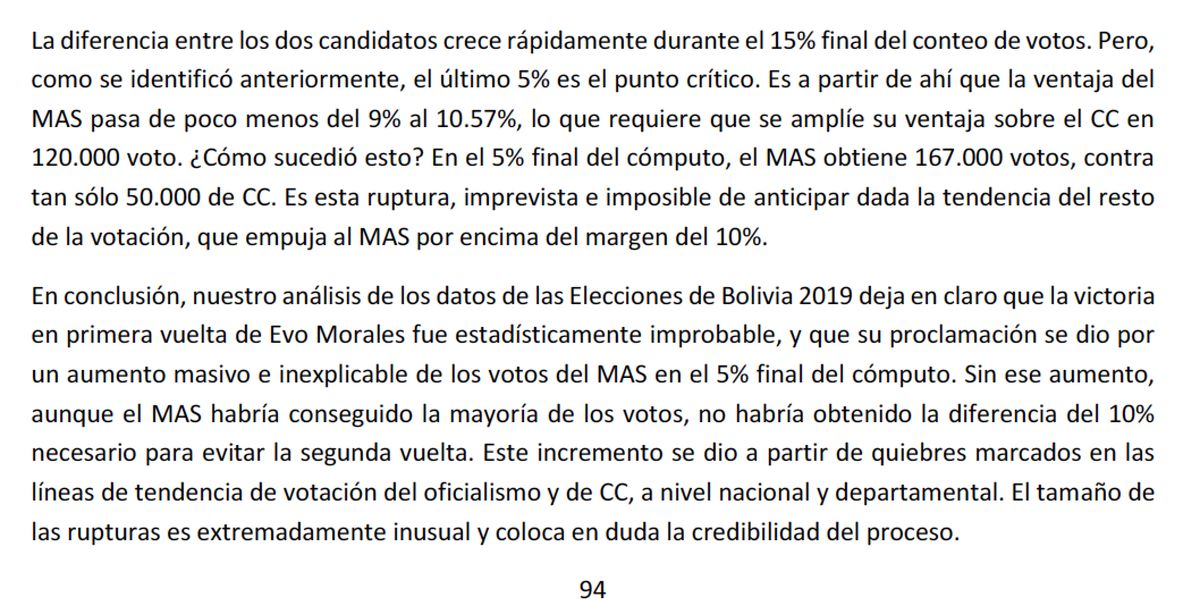 La diferencia entre los dos candidatos crece rápidamente durante el 15% final del conteo de votos. Pero,
como se identificó anteriormente, el último 5% es el punto crítico. Es a partir de ahí que la ventaja del
MAS pasa de poco menos del 9% al 10.57%, lo que requiere que se amplíe su ventaja sobre el CC en
120.000 voto. ¿Cómo sucedió esto? En el 5% final del cómputo, el MAS obtiene 167.000 votos, contra
tan sólo 50.000 de CC. Es esta ruptura, imprevista e imposible de anticipar dada la tendencia del resto
de la votación, que empuja al MAS por encima del margen del 10%.
En conclusión, nuestro análisis de los datos de las Elecciones de Bolivia 2019 deja en claro que la victoria
en primera vuelta de Evo Morales fue estadísticamente improbable, y que su proclamación se dio por
un aumento masivo e inexplicable de los votos del MAS en el 5% final del cómputo. Sin ese aumento,
aunque el MAS habría conseguido la mayoría de los votos, no habría obtenido la diferencia del 10%
necesario para evitar la segunda vuelta. Este incremento se dio a partir de quiebres marcados en las
líneas de tendencia de votación del oficialismo y de CC, a nivel nacional y departamental. El tamaño de
las rupturas es extremadamente inusual y coloca en duda la credibilidad del proceso.
94